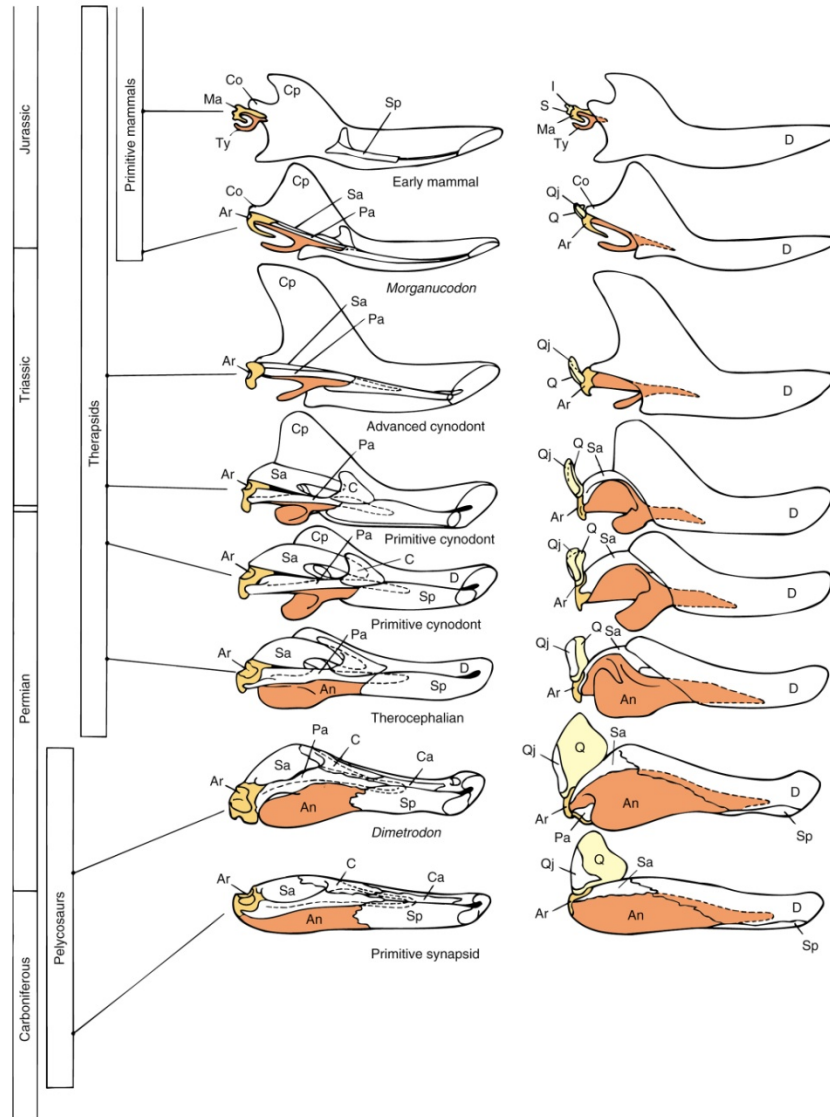 Jurassic
Triassic
Permian
Carboniferous
Primitive mammals
Therapsids
Pelycosaurs
Co
Cp
Ma
Ty
Sp
Early mammal
I
S
Ma
Ty
D
Co
Cp
Ar
Sa
Pa
Morganucodon
Qj
Co
Q
Ar
D
Cp
Sa
Pa
Ar
Advanced cynodont
Qj
Q
Ar
D
Cp
Pa
Ar
Sa
C
Primitive cynodont
Qj
Q
Sa
Ar
D
Cp
Pa
C
Ar
Sa
D
Sp
Primitive cynodont
Qj
Q
Sa
Ar
D
Pa
Ar
Sa
D
An
Sp
Therocephalian
Qj
Q
Sa
Ar
An
D
Pa
C
Sa
Ca
Ar
An
Sp
Dimetrodon
Qj
Q
Sa
An
D
Ar
Pa
Sp
Ar
Sa
C
Ca
An
Sp
Primitive synapsid
Qj
Q
Sa
Ar
An
D
Sp